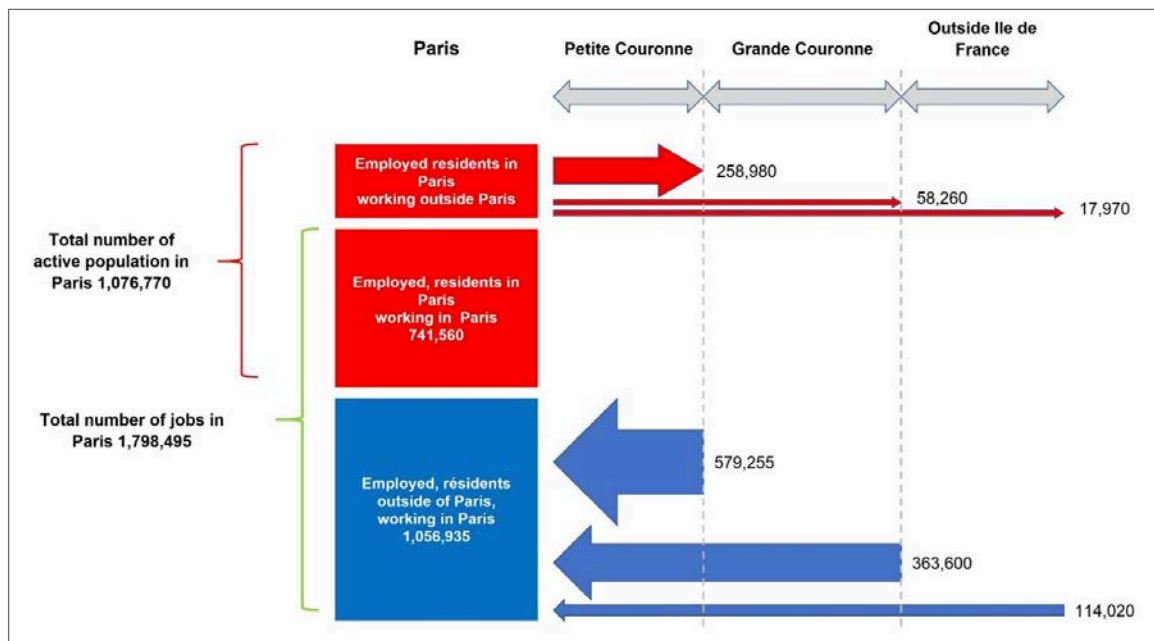 Paris
Petite Couronne
Grande Couronne
Outside Ile de
France
Employed residents in
Paris
working outside Paris
258,980
58,260
17,970
Total number of
active population in
Paris 1,076,770
Employed, residents in
Paris
working in Paris
741,560
Total number of jobs in
Paris 1,798,495
Employed, résidents
outside of Paris,
working in Paris
1,056,935
579,255
363,600
114,020